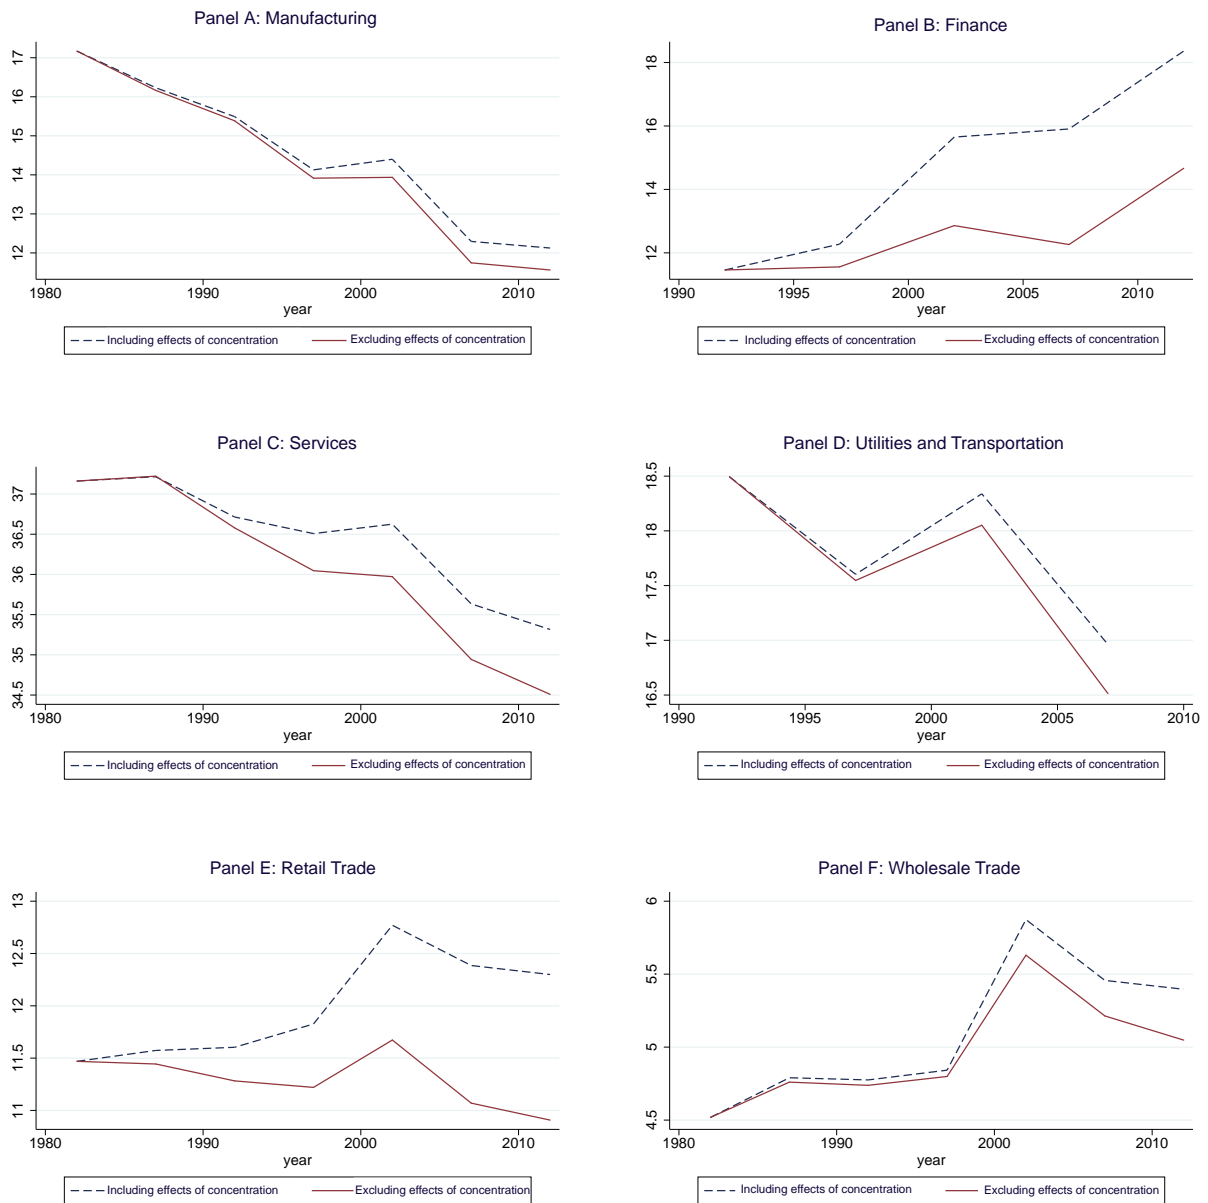 Panel A: Manufacturing
17
16
15
14
13
12
1980 1990 2000 2010
year
Including effects of concentration Excluding effects of concentration
Panel B: Finance
18
16
14
12
1990 1995 2000 2005 2010
year
Including effects of concentration Excluding effects of concentration
Panel C: Services
37
36.5
36
35.5
35
34.5
1980 1990 2000 2010
year
Including effects of concentration Excluding effects of concentration
Panel D: Utilities and Transportation
18.5
18
17.5
17
16.5
1990 1995 2000 2005 2010
year
Including effects of concentration Excluding effects of concentration
Panel E: Retail Trade
13
12.5
12
11.5
11
1980 1990 2000 2010
year
Including effects of concentration Excluding effects of concentration
Panel F: Wholesale Trade
6
5.5
5
4.5
1980 1990 2000 2010
year
Including effects of concentration Excluding effects of concentration